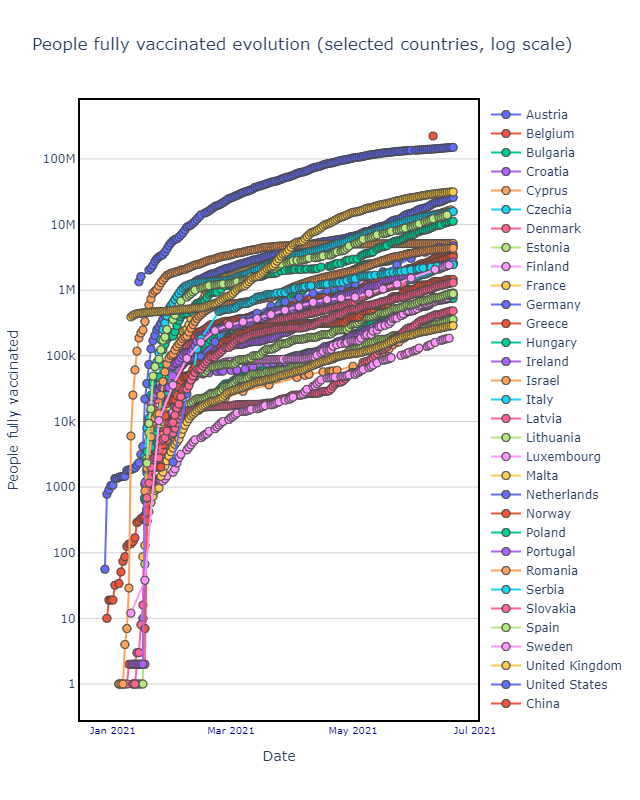 People fully vaccinated evolution (selected countries, log scale)
People fully vaccinated
100M
10M
1M
100k
10k
1000
100
10
1
Jan 2021
Mar 2021
May 2021
Jul 2021
Date
Austria
Belgium
Bulgaria
Croatia
Cyprus
Czechia
Denmark
Estonia
Finland
France
Germany
Greece
Hungary
Ireland
Israel
Italy
Latvia
Lithuania
Luxembourg
Malta
Netherlands
Norway
Poland
Portugal
Romania
Serbia
Slovakia
Spain
Sweden
United Kingdom
United States
China